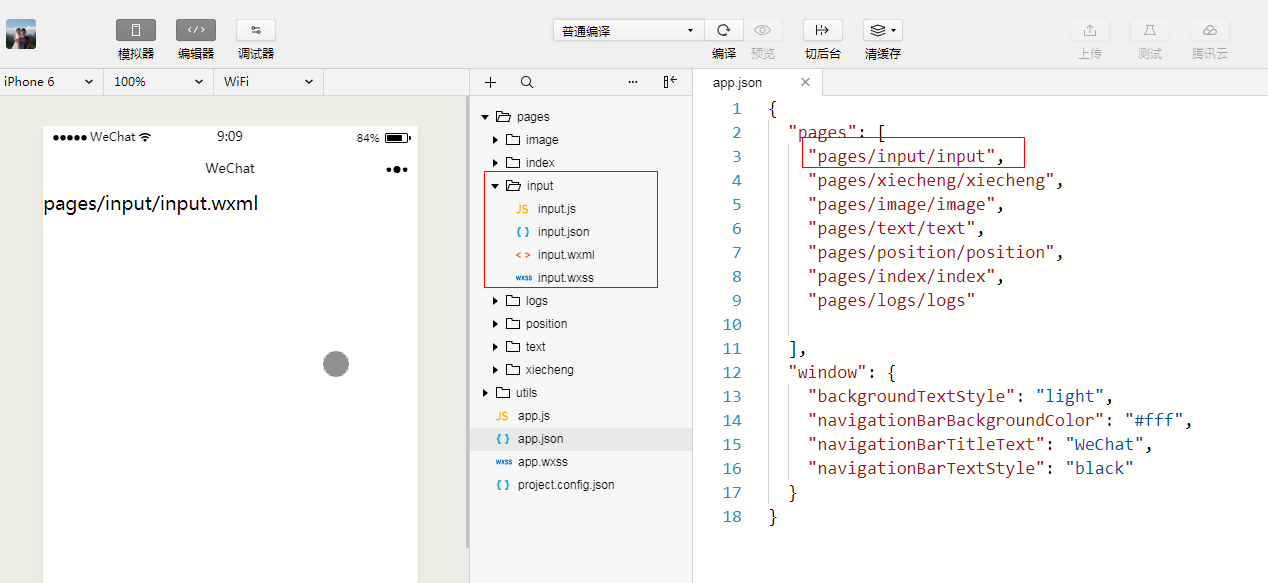 模拟器 编辑器 调试器 普通编译 编译 预览 切后台 清缓存 上传 测试 腾讯云
iPhone 6 100% WiFi
WeChat 9:09 84%
WeChat
pages/input/input.wxml
pages
image
index
input
JS input.js
{ } input.json
< > input.wxml
wxss input.wxss
logs
position
text
xiecheng
utils
JS app.js
{ } app.json
wxss app.wxss
{ } project.config.json
app.json
1 {
2 "pages": [
3 "pages/input/input",
4 "pages/xiecheng/xiecheng",
5 "pages/image/image",
6 "pages/text/text",
7 "pages/position/position",
8 "pages/index/index",
9 "pages/logs/logs"
10
11 ],
12 "window": {
13 "backgroundTextStyle": "light",
14 "navigationBarBackgroundColor": "#fff",
15 "navigationBarTitleText": "WeChat",
16 "navigationBarTextStyle": "black"
17 }
18 }